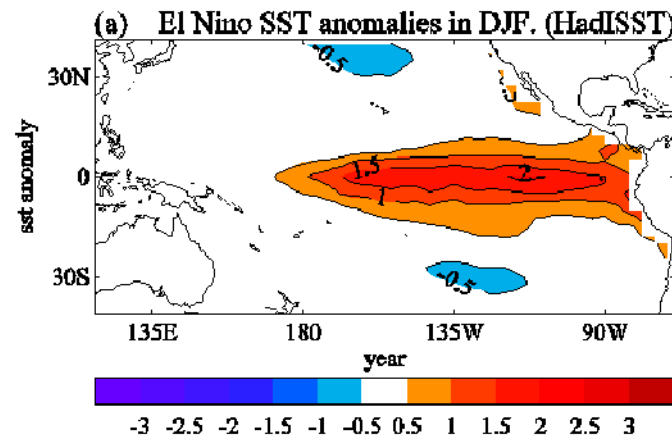 (a) El Nino SST anomalies in DJF. (HadISST)
-0.5
30N
.5
1.5
2
sst anomaly
0
1
30S
-0.5
135E 180 135W 90W
year
-3 -2.5 -2 -1.5 -1 -0.5 0.5 1 1.5 2 2.5 3